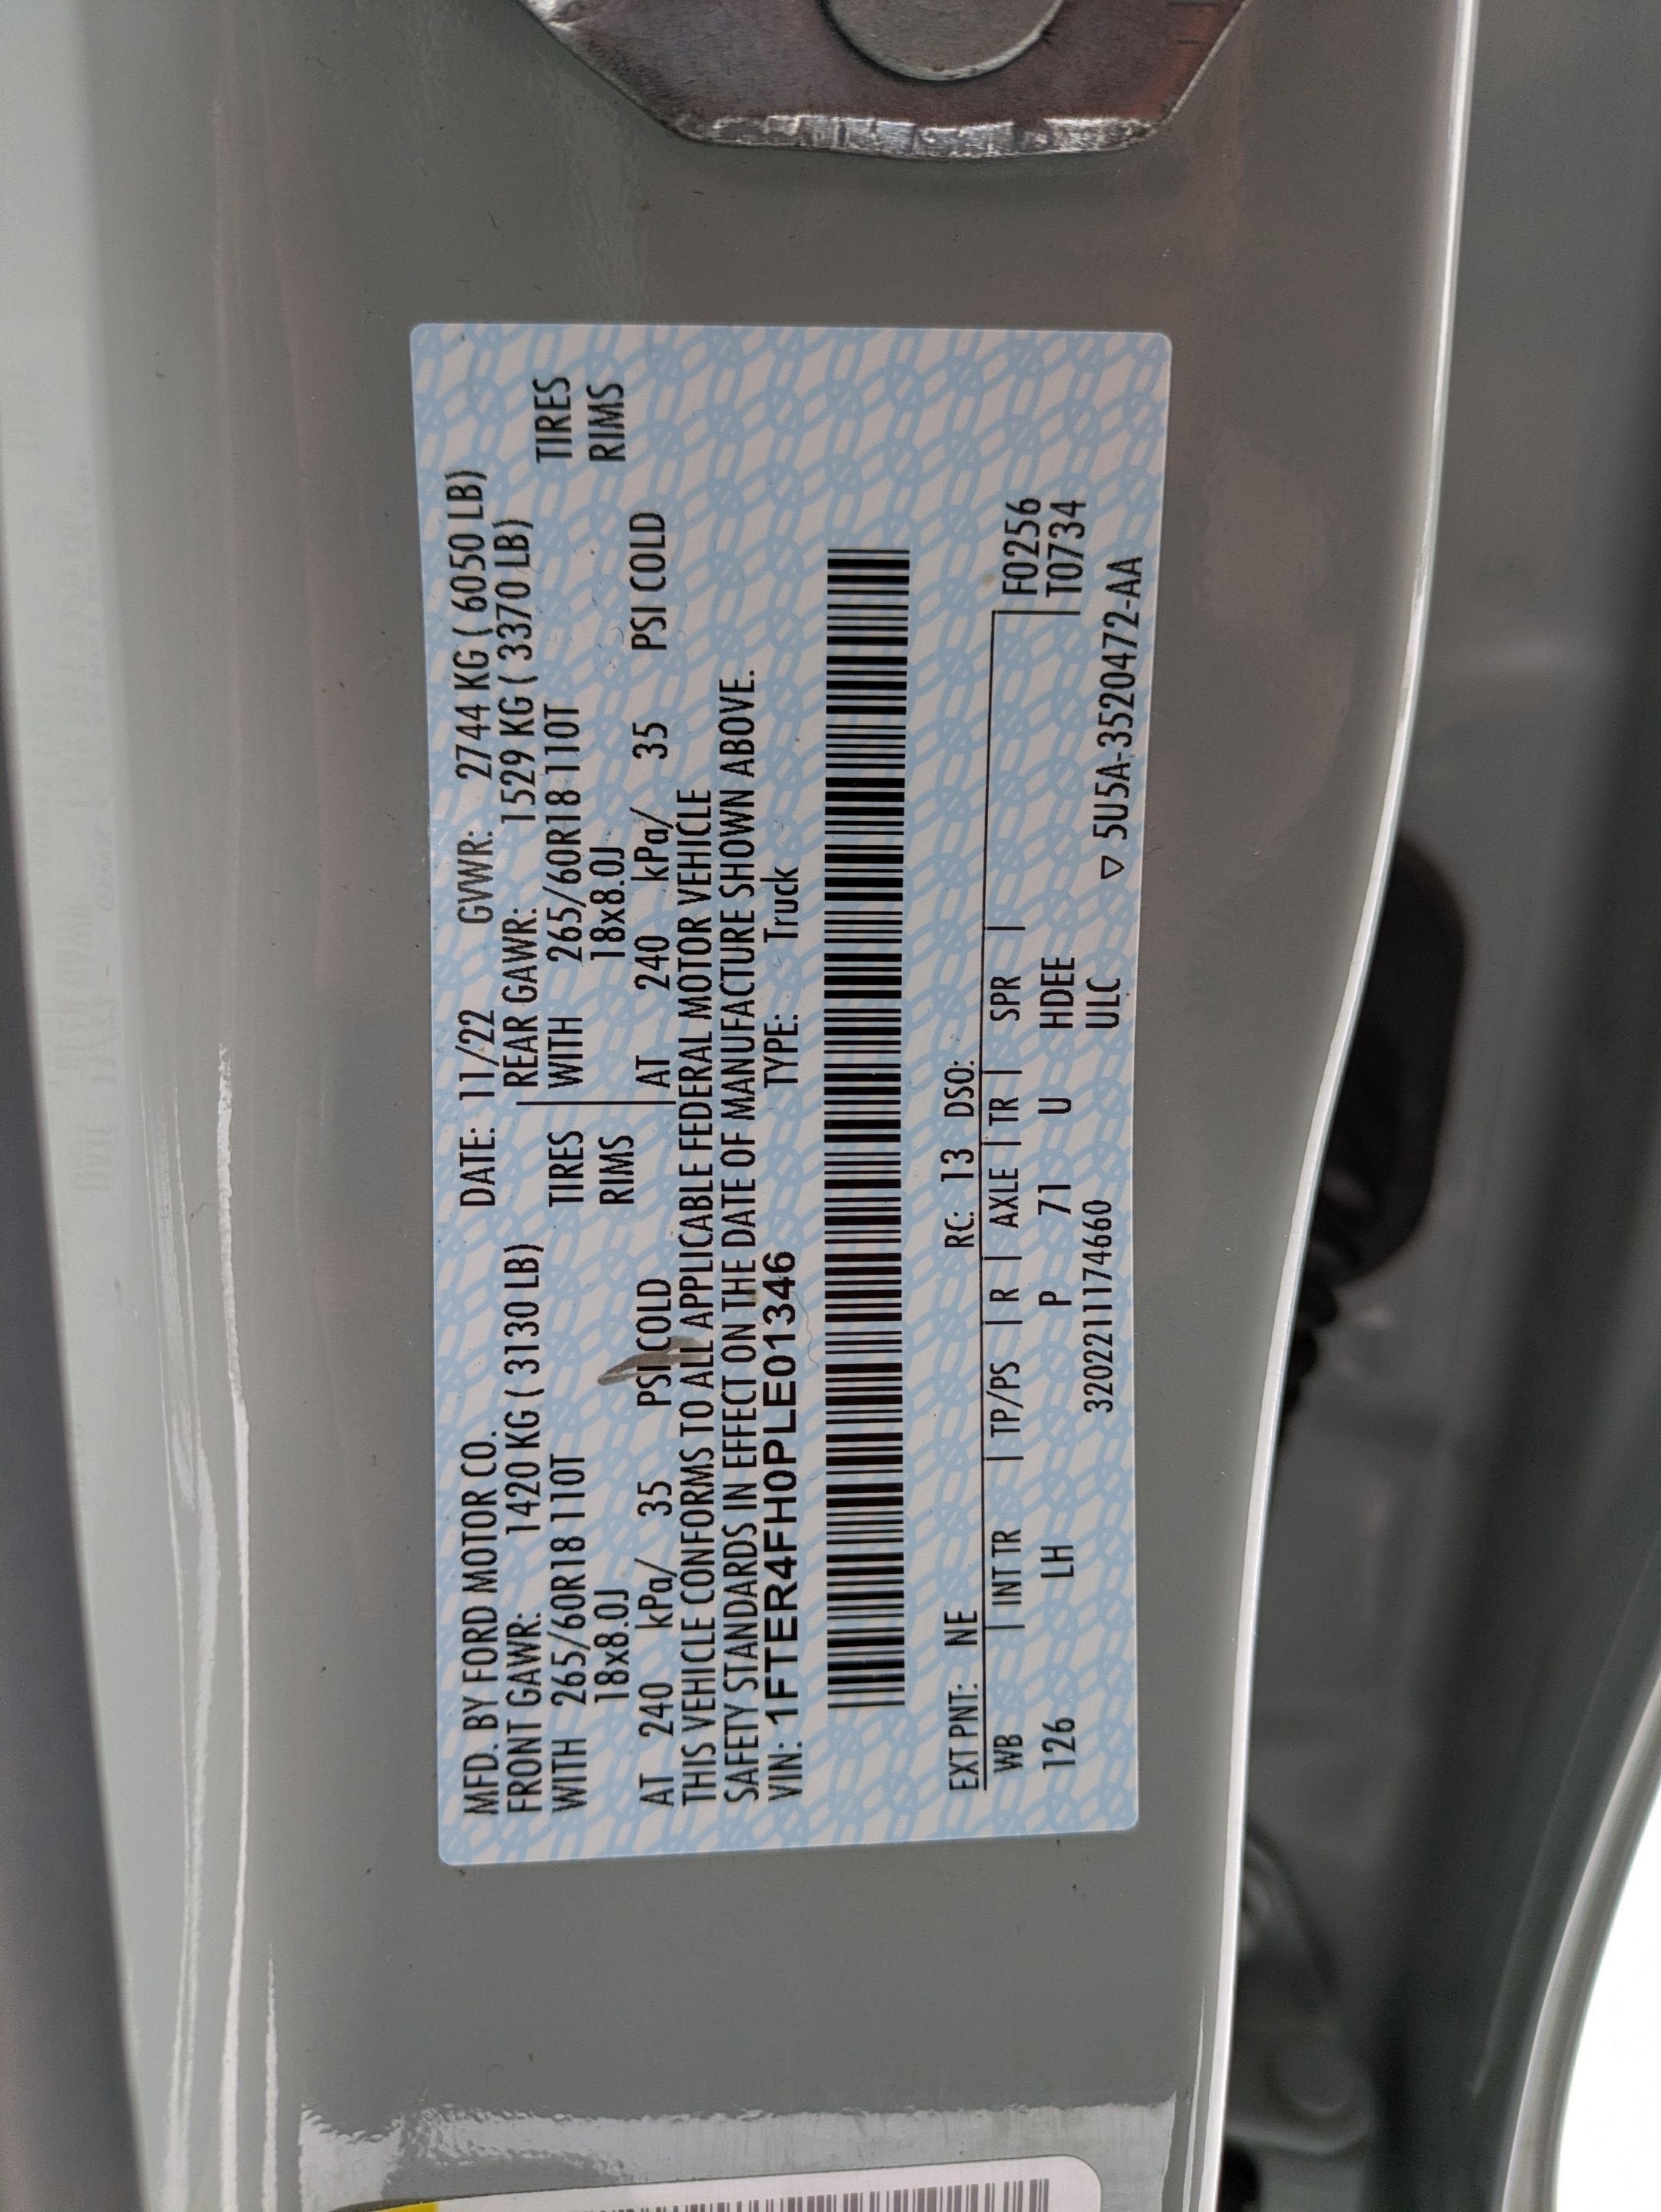 MFD. BY FORD MOTOR CO. DATE: 11/22 GVWR: 2744 KG ( 6050 LB)
FRONT GAWR: 1420 KG ( 3130 LB) REAR GAWR: 1529 KG ( 3370 LB)
WITH 265/60R18 110T TIRES WITH 265/60R18 110T TIRES
18x8.0J RIMS 18x8.0J RIMS
AT 240 kPa/ 35 PSI COLD AT 240 kPa/ 35 PSI COLD
THIS VEHICLE CONFORMS TO ALL APPLICABLE FEDERAL MOTOR VEHICLE
SAFETY STANDARDS IN EFFECT ON THE DATE OF MANUFACTURE SHOWN ABOVE.
VIN: 1FTER4FH0PLE01346 TYPE: Truck
EXT PNT: NE RC: 13 DSO:
WB INT TR TP/PS R AXLE TR SPR F0256
126 LH P 71 U HDEE T0734
3202211174660 ULC
▽ 5U5A-3520472-AA